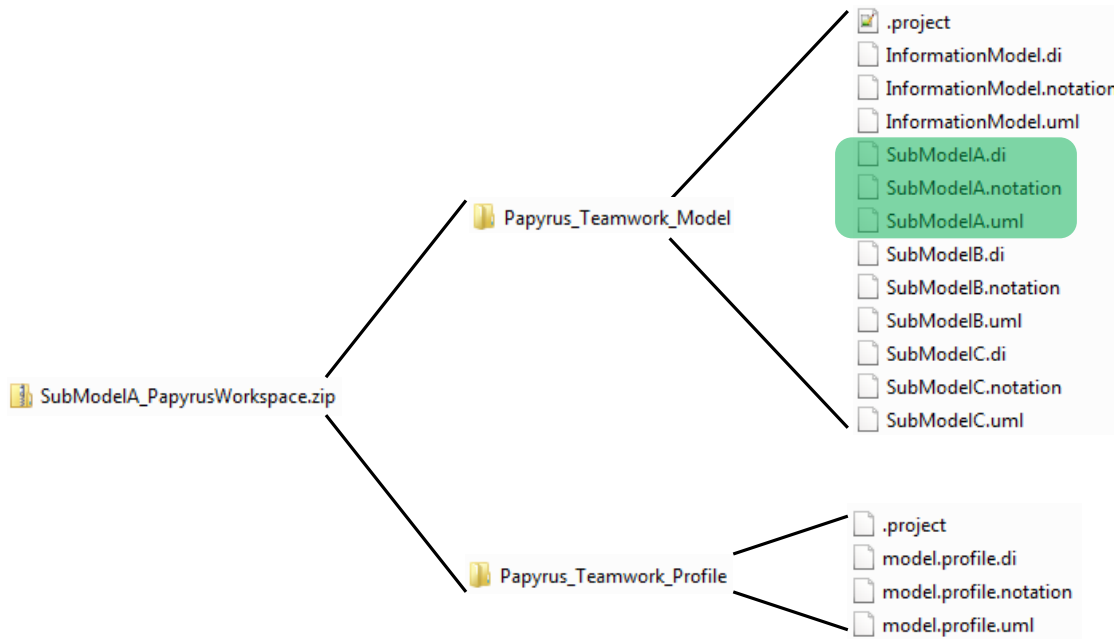 .project
InformationModel.di
InformationModel.notation
InformationModel.uml
SubModelA.di
SubModelA.notation
SubModelA.uml
Papyrus_Teamwork_Model
SubModelB.di
SubModelB.notation
SubModelB.uml
SubModelC.di
SubModelC.notation
SubModelC.uml
SubModelA_PapyrusWorkspace.zip
.project
model.profile.di
Papyrus_Teamwork_Profile
model.profile.notation
model.profile.uml